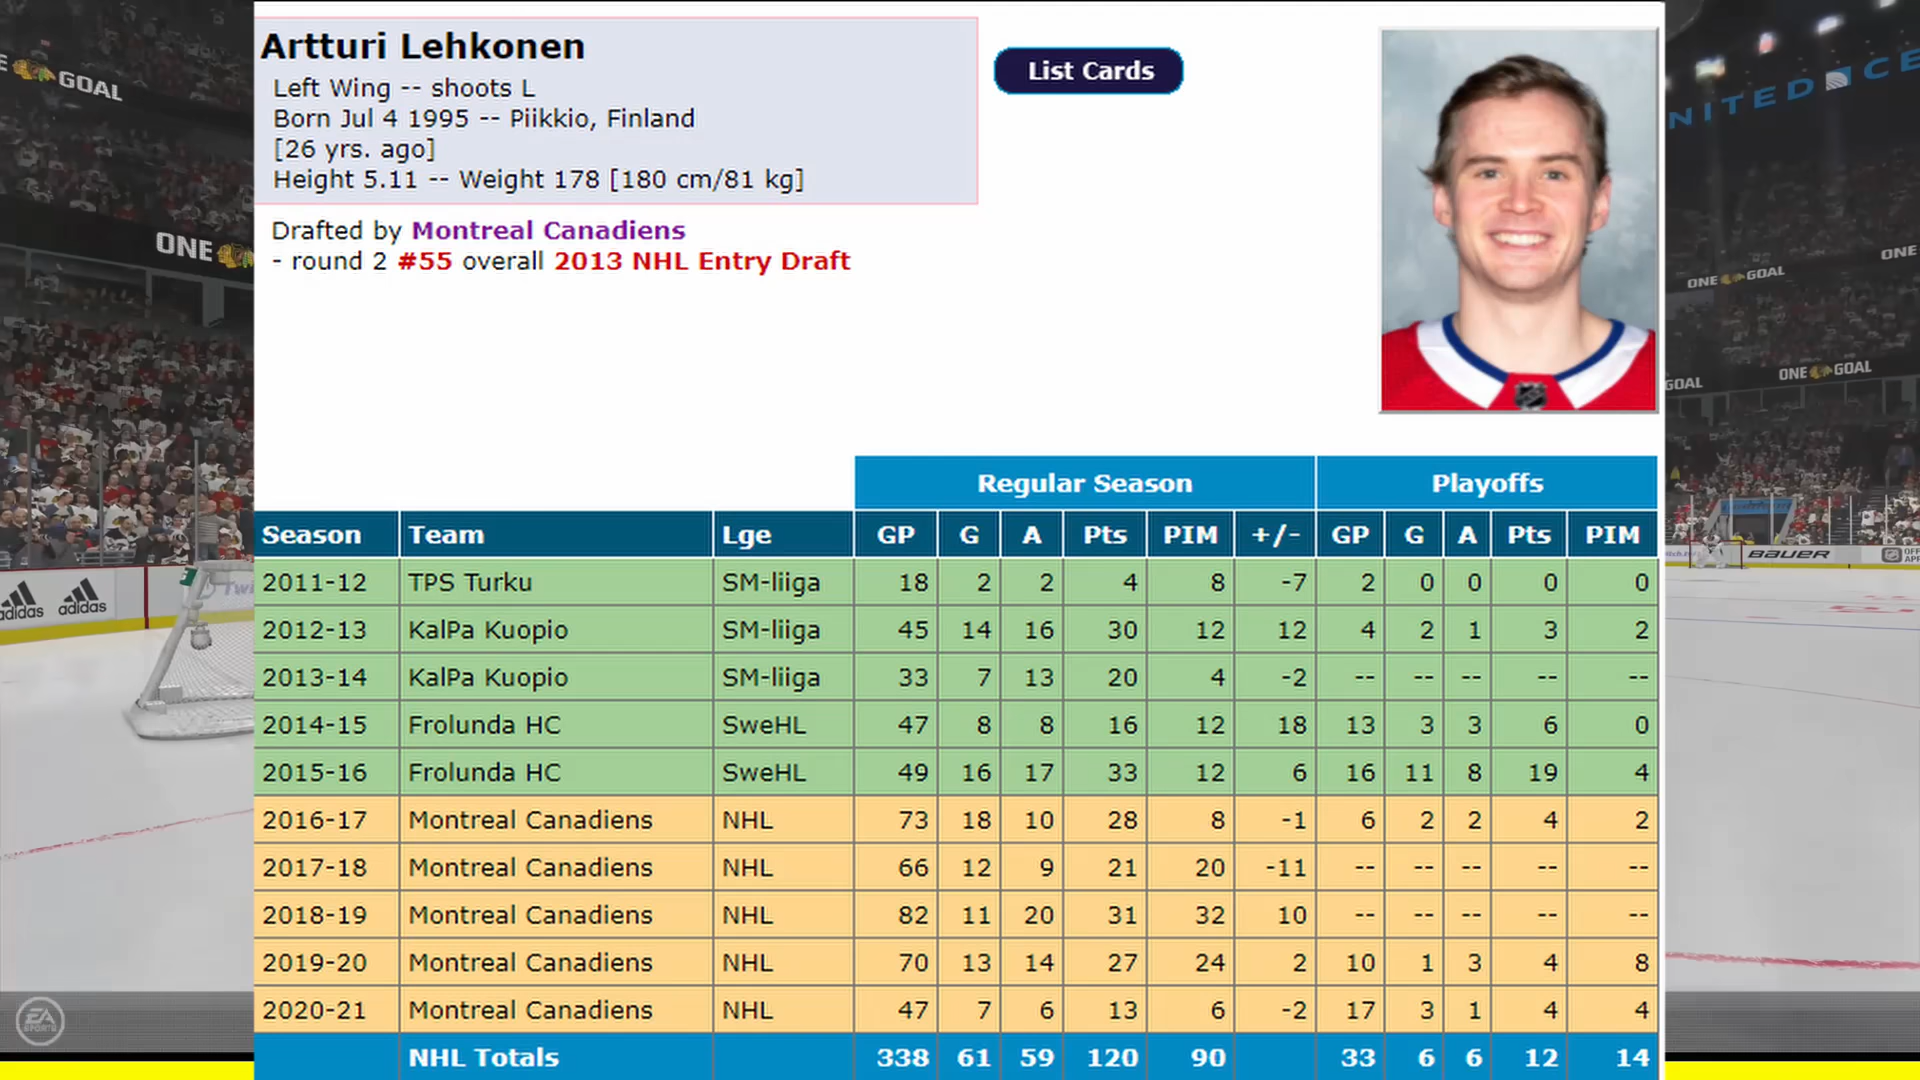 Artturi Lehkonen
List Cards
Left Wing -- shoots L
Born Jul 4 1995 -- Piikkio, Finland
[26 yrs. ago]
Height 5.11 -- Weight 178 [180 cm/81 kg]
Drafted by Montreal Canadiens
- round 2 #55 overall 2013 NHL Entry Draft
Regular Season Playoffs
Season Team Lge GP G A Pts PIM +/- GP G A Pts PIM
2011-12 TPS Turku SM-liiga 18 2 2 4 8 -7 2 0 0 0 0
2012-13 KalPa Kuopio SM-liiga 45 14 16 30 12 12 4 2 1 3 2
2013-14 KalPa Kuopio SM-liiga 33 7 13 20 4 -2 -- -- -- -- --
2014-15 Frolunda HC SweHL 47 8 8 16 12 18 13 3 3 6 0
2015-16 Frolunda HC SweHL 49 16 17 33 12 6 16 11 8 19 4
2016-17 Montreal Canadiens NHL 73 18 10 28 8 -1 6 2 2 4 2
2017-18 Montreal Canadiens NHL 66 12 9 21 20 -11 -- -- -- -- --
2018-19 Montreal Canadiens NHL 82 11 20 31 32 10 -- -- -- -- --
2019-20 Montreal Canadiens NHL 70 13 14 27 24 2 10 1 3 4 8
2020-21 Montreal Canadiens NHL 47 7 6 13 6 -2 17 3 1 4 4
NHL Totals 338 61 59 120 90 33 6 6 12 14
GOAL
ONE
adidas adidas
EA SPORTS
NITED CE
ONE
ONE GOAL
ONE GOAL
GOAL
BAUER